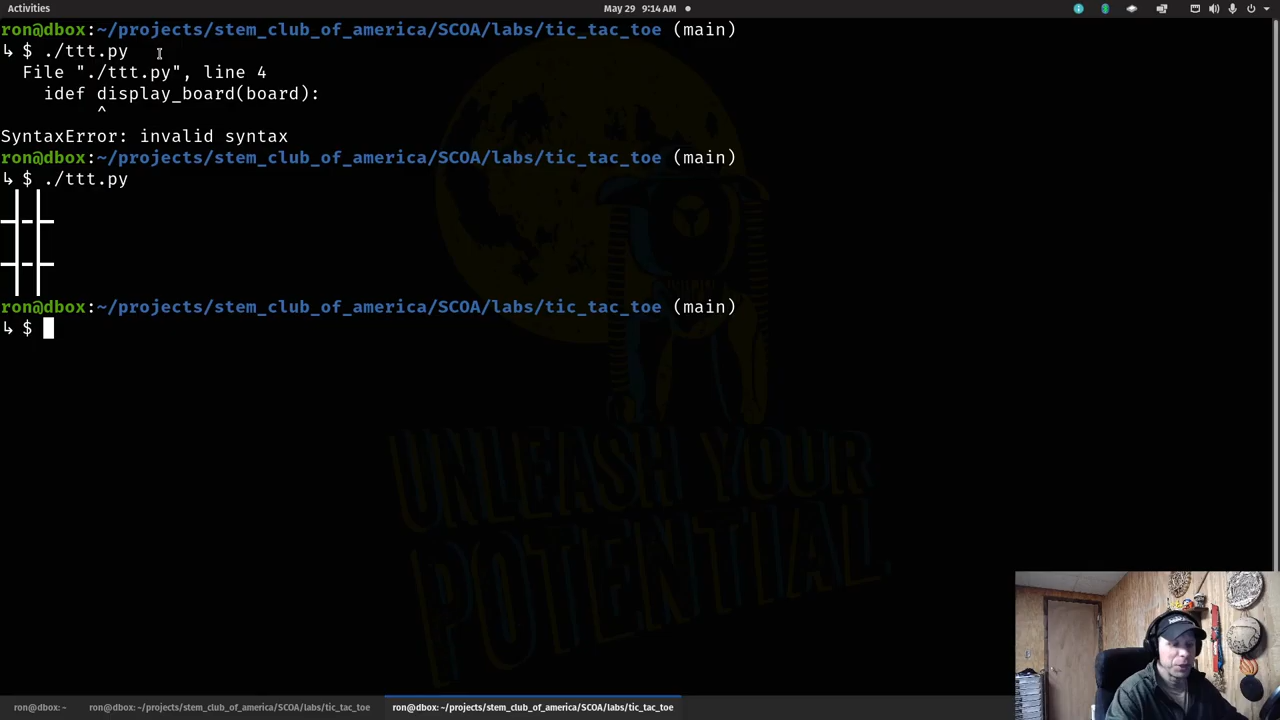 Activities
May 29 9:14 AM
ron@dbox:~/projects/stem_club_of_america/SCOA/labs/tic_tac_toe (main)
↳ $ ./ttt.py
File "./ttt.py", line 4
idef display_board(board):
^
SyntaxError: invalid syntax
ron@dbox:~/projects/stem_club_of_america/SCOA/labs/tic_tac_toe (main)
↳ $ ./ttt.py
ron@dbox:~/projects/stem_club_of_america/SCOA/labs/tic_tac_toe (main)
↳ $
UNLEASH YOUR
POTENTIAL
ron@dbox: ~
ron@dbox: ~/projects/stem_club_of_america/SCOA/labs/tic_tac_toe
ron@dbox: ~/projects/stem_club_of_america/SCOA/labs/tic_tac_toe